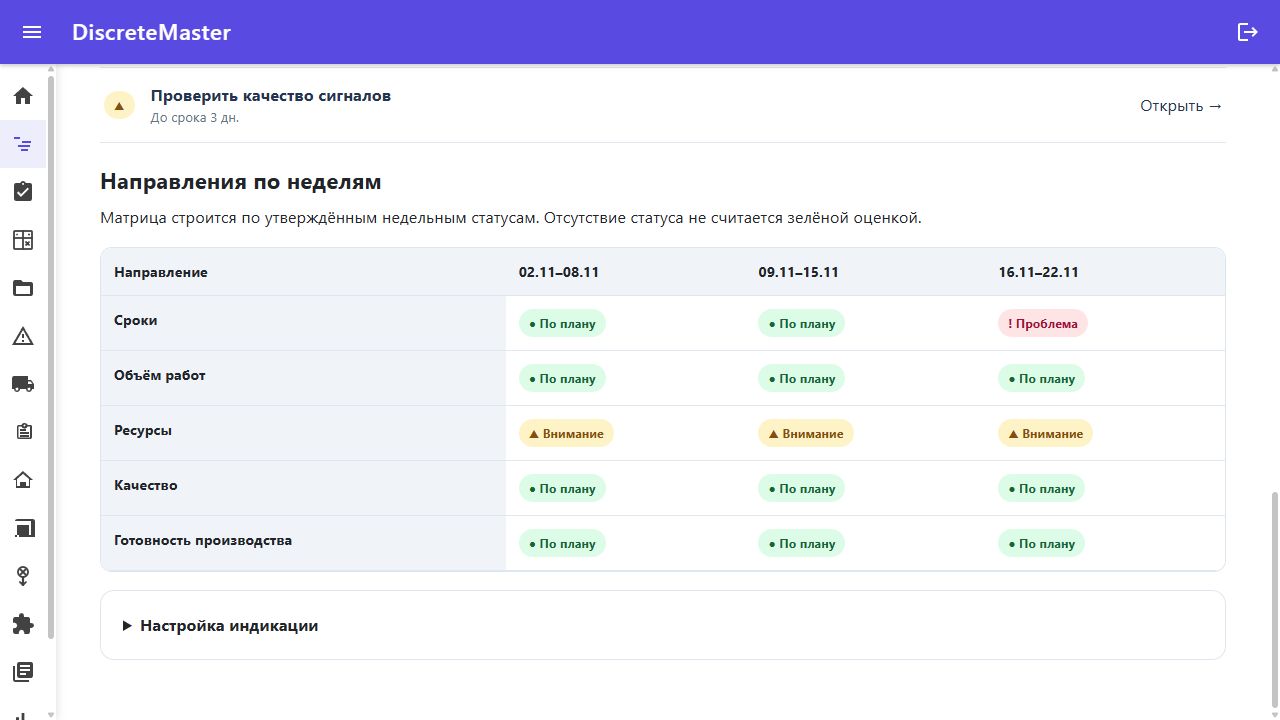 DiscreteMaster
▲ Проверить качество сигналов
До срока 3 дн.
Открыть →
Направления по неделям
Матрица строится по утверждённым недельным статусам. Отсутствие статуса не считается зелёной оценкой.
Направление 02.11–08.11 09.11–15.11 16.11–22.11
Сроки ● По плану ● По плану ! Проблема
Объём работ ● По плану ● По плану ● По плану
Ресурсы ▲ Внимание ▲ Внимание ▲ Внимание
Качество ● По плану ● По плану ● По плану
Готовность производства ● По плану ● По плану ● По плану
▶ Настройка индикации